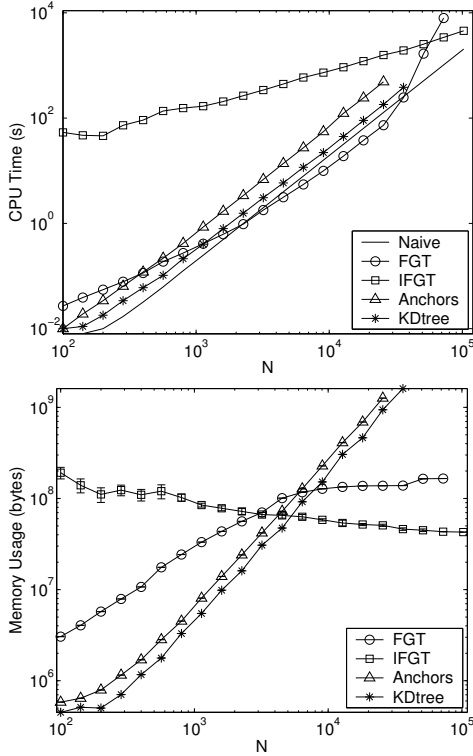 10^4
10^2
10^0
10^-2
CPU Time (s)
10^2 10^3 10^4 10^5
N
Naive
FGT
IFGT
Anchors
KDtree
10^9
10^8
10^7
10^6
Memory Usage (bytes)
10^2 10^3 10^4 10^5
N
FGT
IFGT
Anchors
KDtree